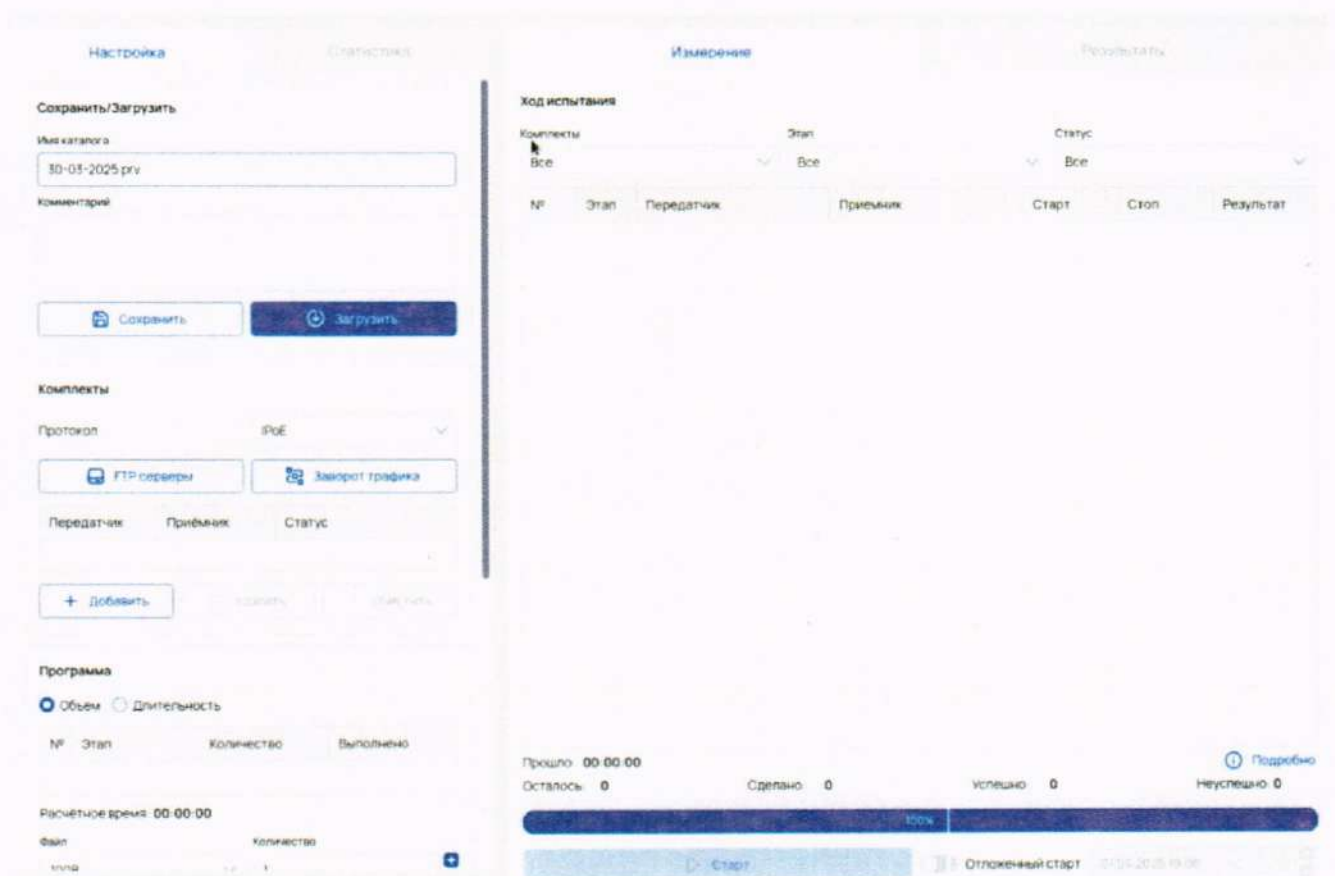 Настройка
Статистика
Сохранить/Загрузить
Имя каталога
30-03-2025.prv
Комментарий
Сохранить
Загрузить
Комплекты
Протокол
IPoE
FTP серверы
Заворот трафика
Передатчик Приёмник Статус
+ Добавить
Программа
Объем Длительность
№ Этап Количество Выполнено
Расчётное время: 00:00:00
Файл Количество
Измерение
Результаты
Ход испытания
Комплекты Этап Статус
Все Все Все
№ Этап Передатчик Приемник Старт Стоп Результат
Прошло: 00:00:00
Подробно
Осталось: 0 Сделано: 0 Успешно: 0 Неуспешно: 0
100%
Старт
Отложенный старт